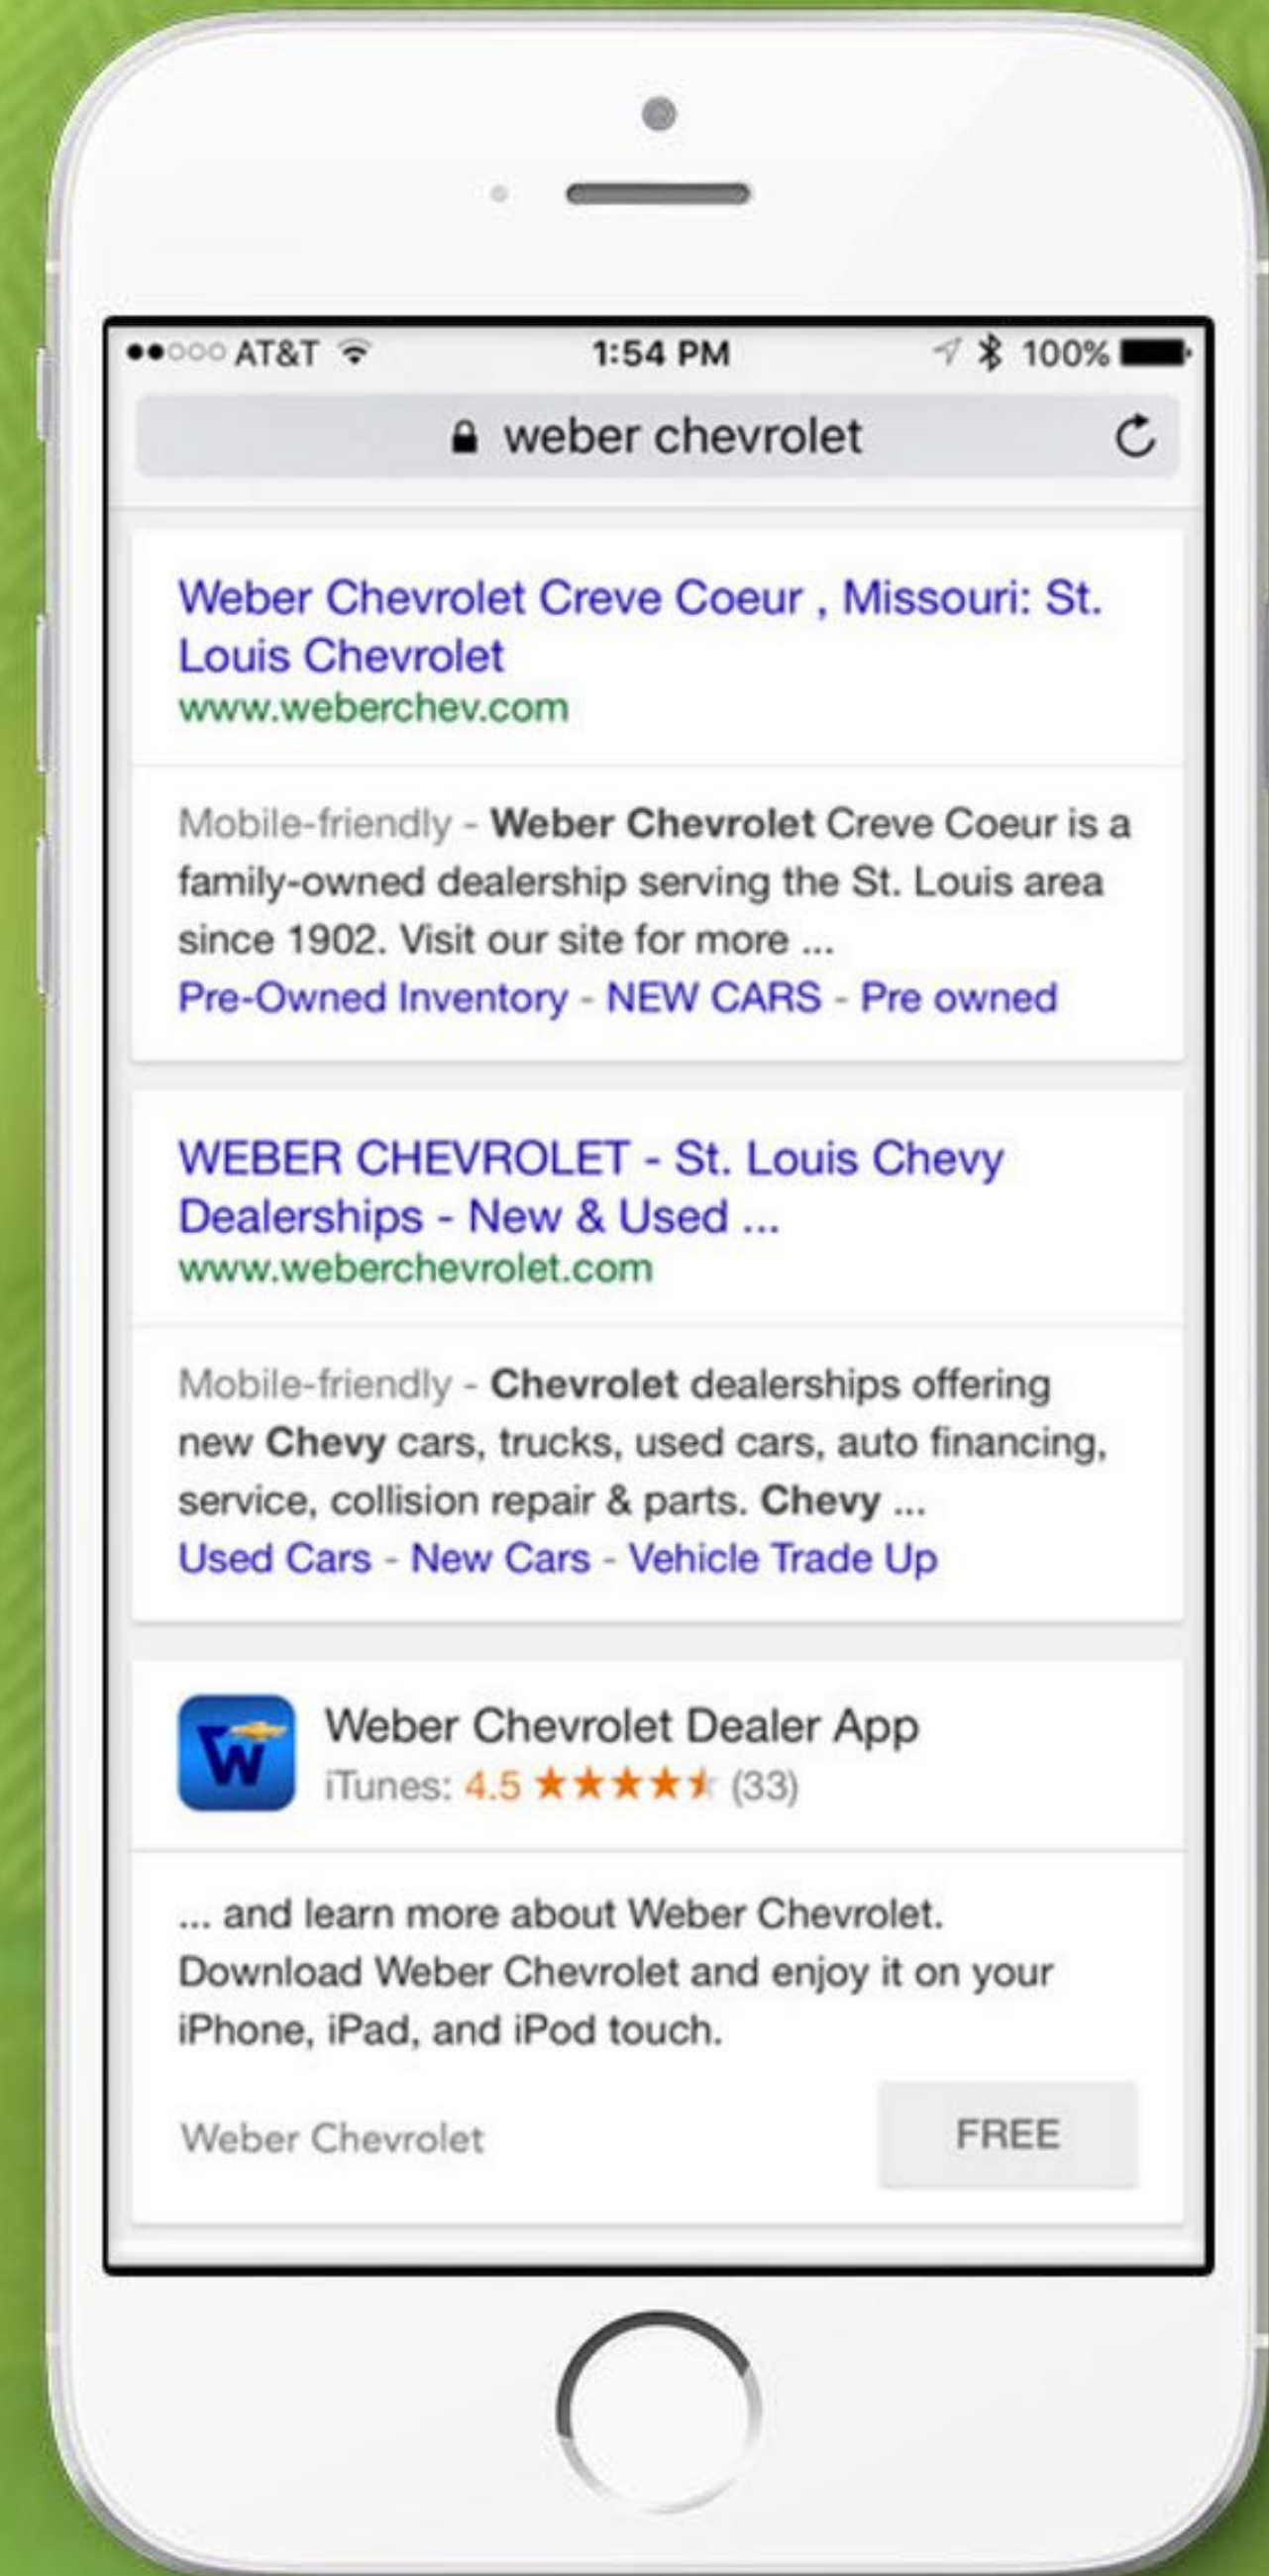 AT&T 1:54 PM 100%
weber chevrolet
Weber Chevrolet Creve Coeur , Missouri: St.
Louis Chevrolet
www.weberchev.com
Mobile-friendly - Weber Chevrolet Creve Coeur is a
family-owned dealership serving the St. Louis area
since 1902. Visit our site for more ...
Pre-Owned Inventory - NEW CARS - Pre owned
WEBER CHEVROLET - St. Louis Chevy
Dealerships - New & Used ...
www.weberchevrolet.com
Mobile-friendly - Chevrolet dealerships offering
new Chevy cars, trucks, used cars, auto financing,
service, collision repair & parts. Chevy ...
Used Cars - New Cars - Vehicle Trade Up
W
Weber Chevrolet Dealer App
iTunes: 4.5 ★★★★★ (33)
... and learn more about Weber Chevrolet.
Download Weber Chevrolet and enjoy it on your
iPhone, iPad, and iPod touch.
Weber Chevrolet FREE